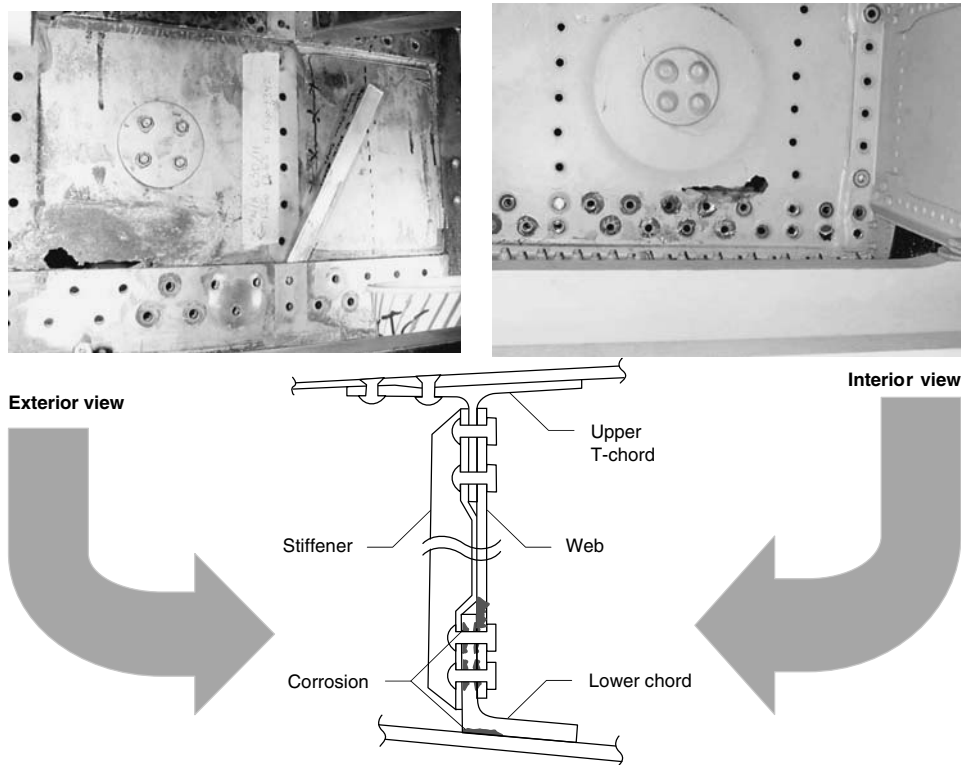 Exterior view
Interior view
Upper
T-chord
Stiffener
Web
Corrosion
Lower chord